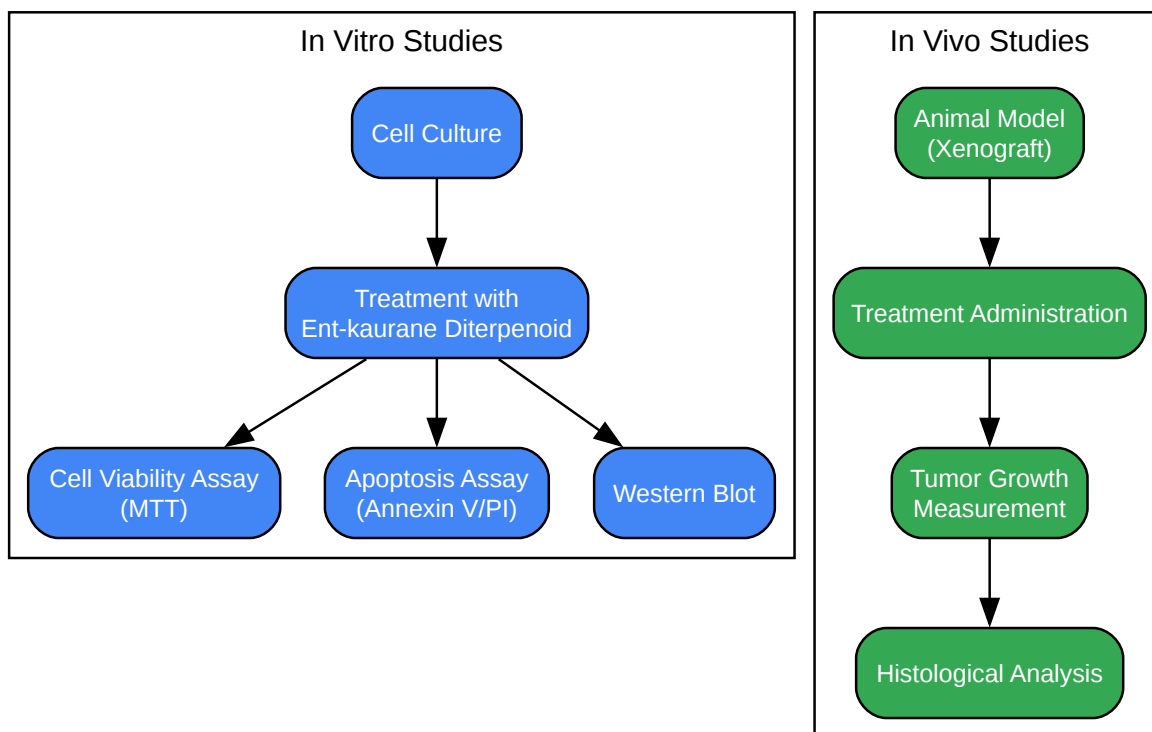 In Vitro Studies
Cell Culture
Treatment with
Ent-kaurane Diterpenoid
Cell Viability Assay
(MTT)
Apoptosis Assay
(Annexin V/PI)
Western Blot
In Vivo Studies
Animal Model
(Xenograft)
Treatment Administration
Tumor Growth
Measurement
Histological Analysis